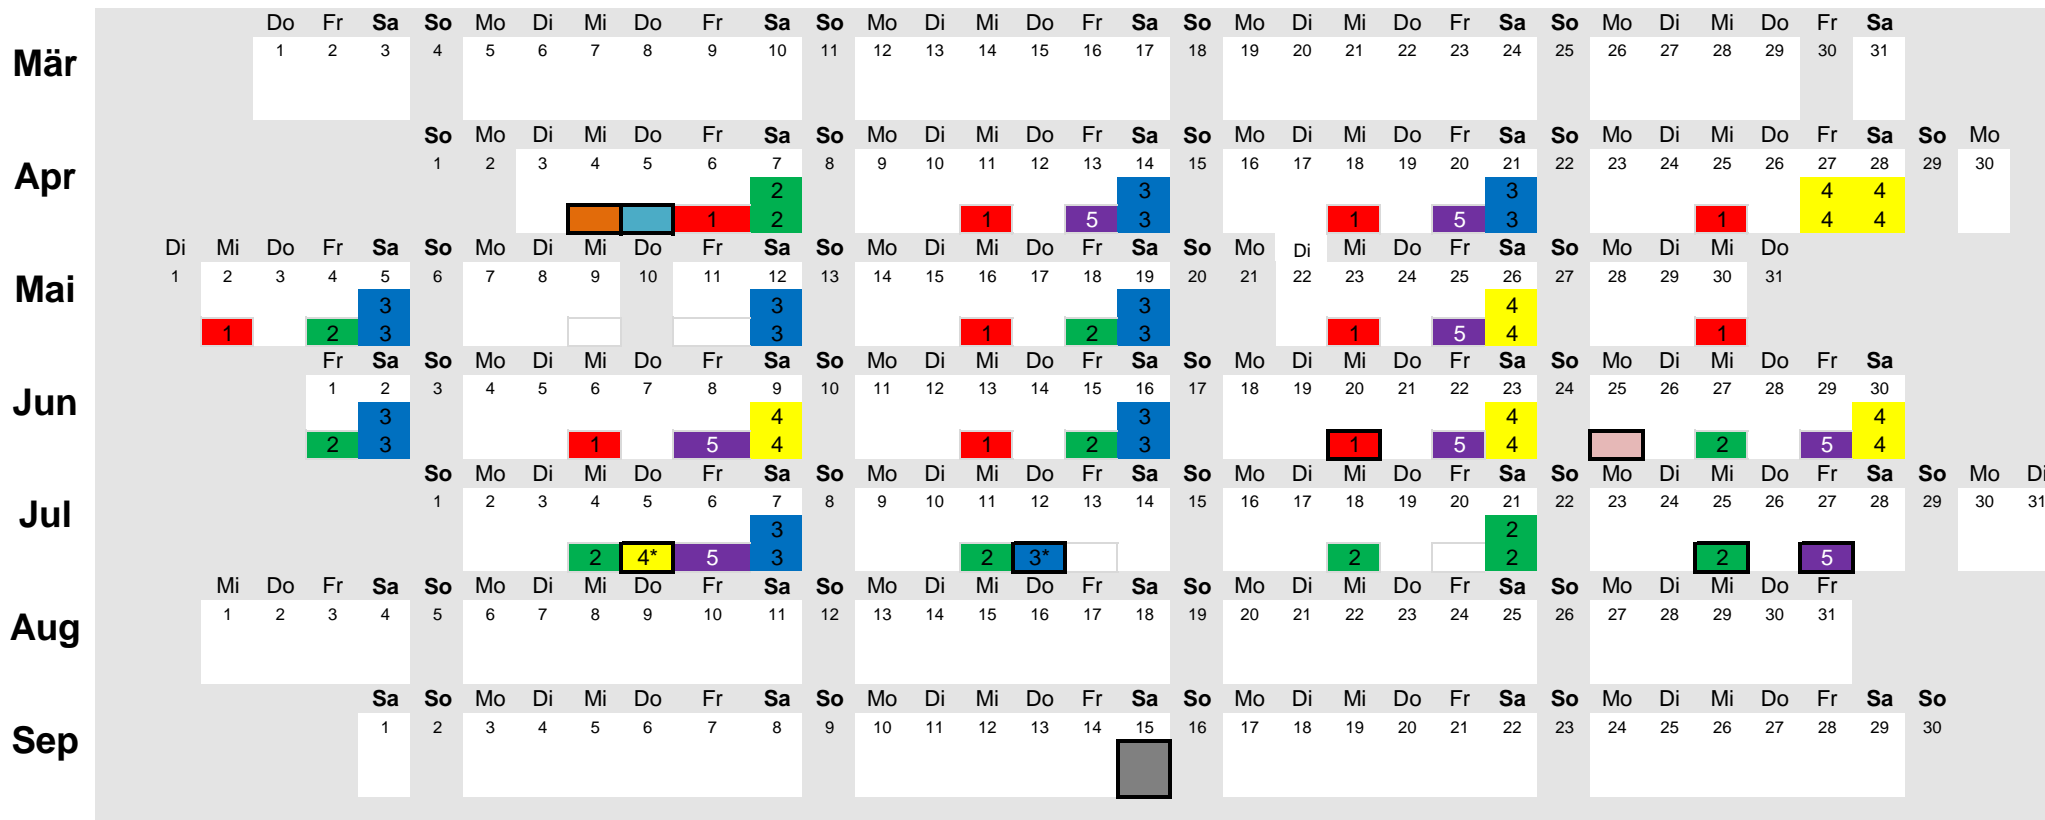 Do Fr Sa So Mo Di Mi Do Fr Sa So Mo Di Mi Do Fr Sa So Mo Di Mi Do Fr Sa So Mo Di Mi Do Fr Sa
Mär 1 2 3 4 5 6 7 8 9 10 11 12 13 14 15 16 17 18 19 20 21 22 23 24 25 26 27 28 29 30 31
So Mo Di Mi Do Fr Sa So Mo Di Mi Do Fr Sa So Mo Di Mi Do Fr Sa So Mo Di Mi Do Fr Sa So Mo
Apr 1 2 3 4 5 6 7 8 9 10 11 12 13 14 15 16 17 18 19 20 21 22 23 24 25 26 27 28 29 30
2 3 3 4 4
1 2 1 5 3 1 5 3 1 4 4
Di Mi Do Fr Sa So Mo Di Mi Do Fr Sa So Mo Di Mi Do Fr Sa So Mo Di Mi Do Fr Sa So Mo Di Mi Do
Mai 1 2 3 4 5 6 7 8 9 10 11 12 13 14 15 16 17 18 19 20 21 22 23 24 25 26 27 28 29 30 31
3 3 3 4
1 2 3 3 1 2 3 1 5 4 1
Fr Sa So Mo Di Mi Do Fr Sa So Mo Di Mi Do Fr Sa So Mo Di Mi Do Fr Sa So Mo Di Mi Do Fr Sa
Jun 1 2 3 4 5 6 7 8 9 10 11 12 13 14 15 16 17 18 19 20 21 22 23 24 25 26 27 28 29 30
3 4 3 4 4
2 3 1 5 4 1 2 3 1 5 4 2 5 4
So Mo Di Mi Do Fr Sa So Mo Di Mi Do Fr Sa So Mo Di Mi Do Fr Sa So Mo Di Mi Do Fr Sa So Mo Di
Jul 1 2 3 4 5 6 7 8 9 10 11 12 13 14 15 16 17 18 19 20 21 22 23 24 25 26 27 28 29 30 31
3 2
2 4* 5 3 2 3* 2 2 2 5
Mi Do Fr Sa So Mo Di Mi Do Fr Sa So Mo Di Mi Do Fr Sa So Mo Di Mi Do Fr Sa So Mo Di Mi Do Fr
Aug 1 2 3 4 5 6 7 8 9 10 11 12 13 14 15 16 17 18 19 20 21 22 23 24 25 26 27 28 29 30 31
Sa So Mo Di Mi Do Fr Sa So Mo Di Mi Do Fr Sa So Mo Di Mi Do Fr Sa So Mo Di Mi Do Fr Sa So
Sep 1 2 3 4 5 6 7 8 9 10 11 12 13 14 15 16 17 18 19 20 21 22 23 24 25 26 27 28 29 30